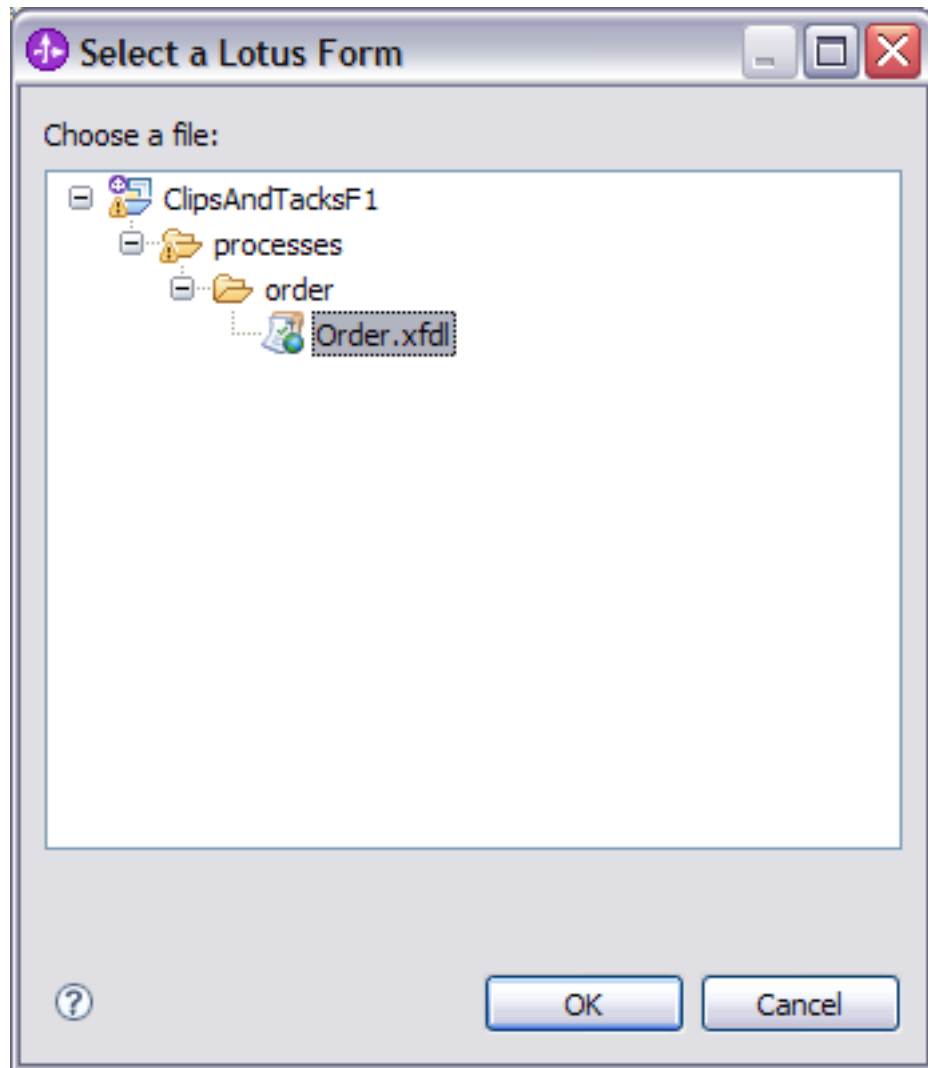 Select a Lotus Form
Choose a file:
ClipsAndTacksF1
processes
order
Order.xfdl
OK Cancel